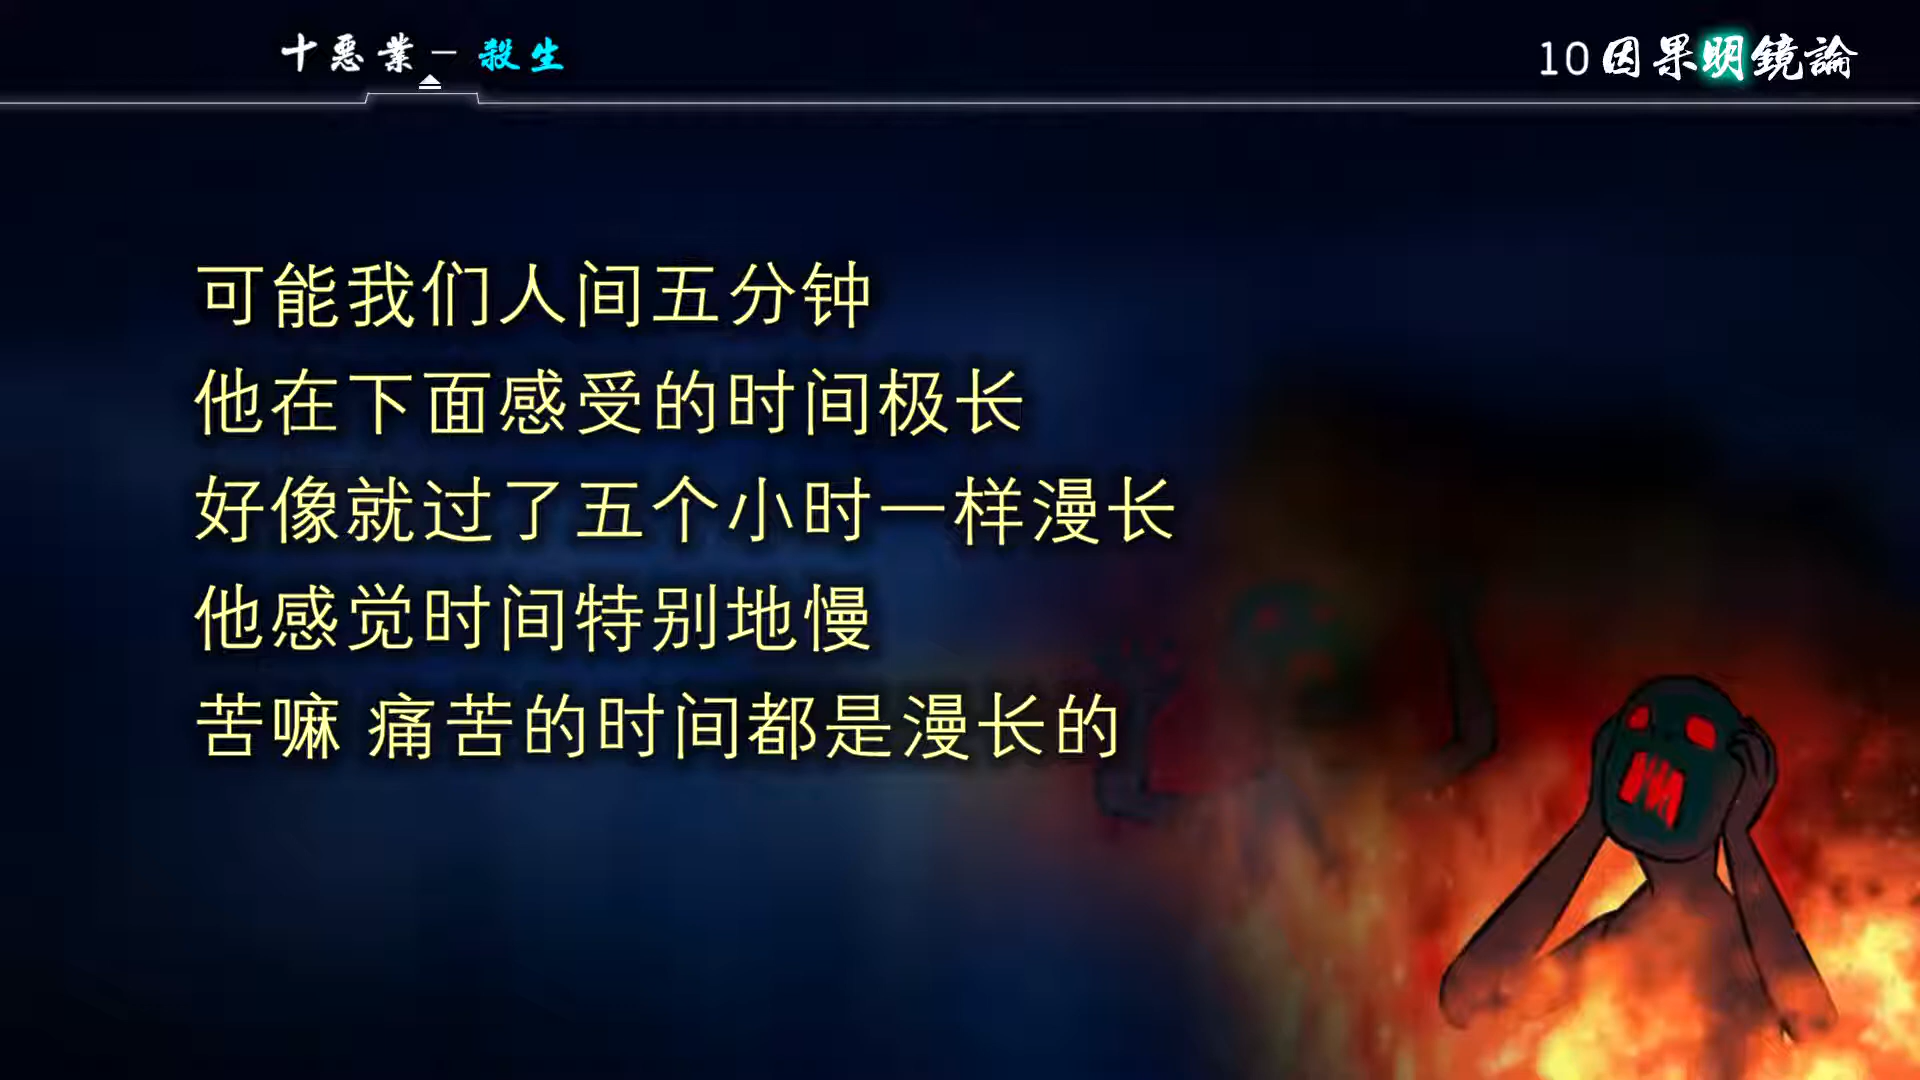 十惡業－殺生
10因果明鏡論
可能我们人间五分钟
他在下面感受的时间极长
好像就过了五个小时一样漫长
他感觉时间特别地慢
苦嘛 痛苦的时间都是漫长的